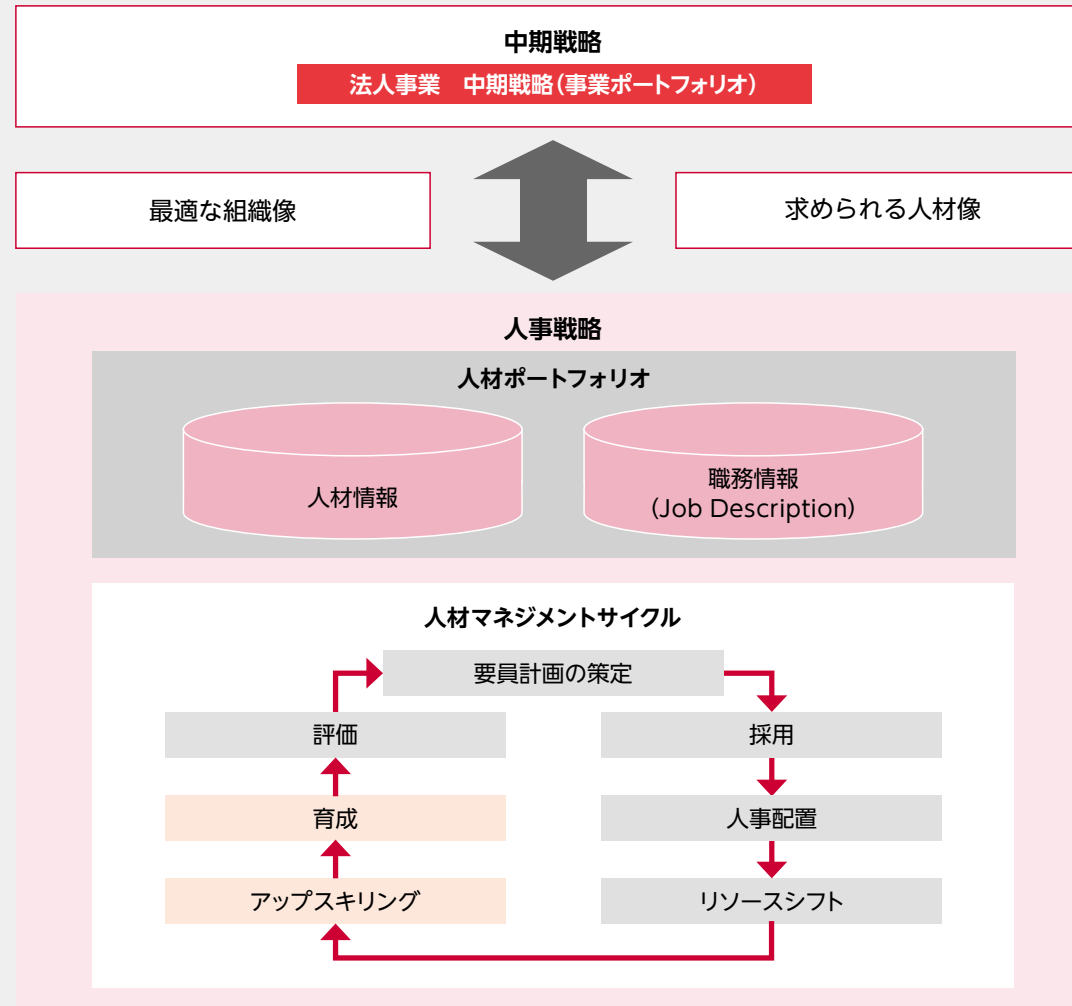 中期戦略
法人事業　中期戦略(事業ポートフォリオ)
最適な組織像
求められる人材像
人事戦略
人材ポートフォリオ
人材情報
職務情報
(Job Description)
人材マネジメントサイクル
要員計画の策定
評価
採用
育成
人事配置
アップスキリング
リソースシフト